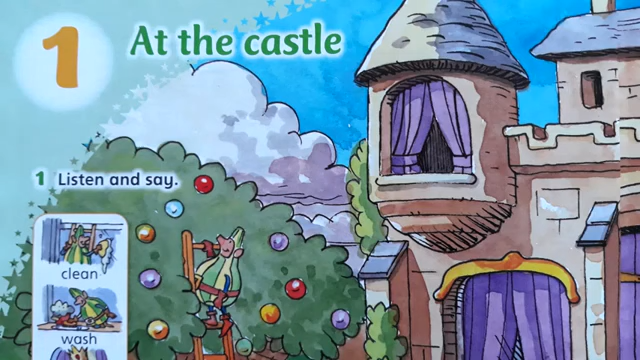 1
At the castle
1 Listen and say.
clean
wash